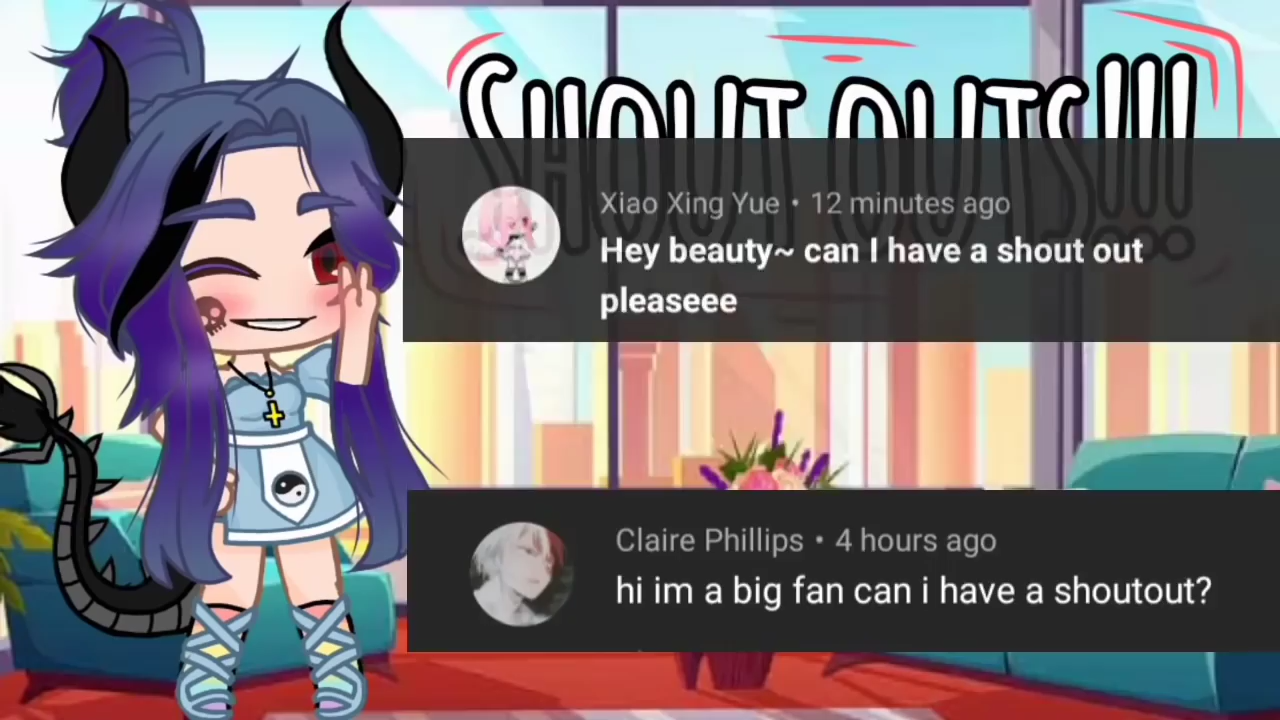 SHOUT OUTS!!!
Xiao Xing Yue • 12 minutes ago
Hey beauty~ can I have a shout out
pleaseee
Claire Phillips • 4 hours ago
hi im a big fan can i have a shoutout?